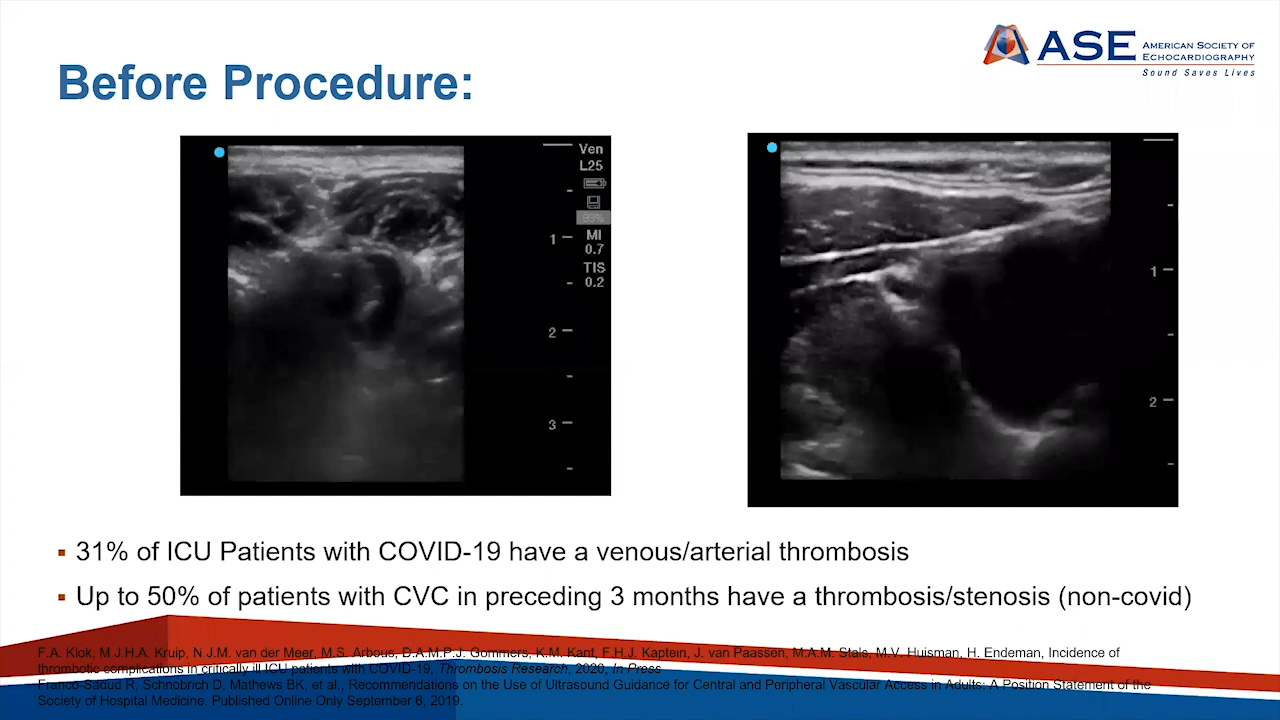 ASE AMERICAN SOCIETY OF
ECHOCARDIOGRAPHY
Sound Saves Lives
Before Procedure:
Ven
L25
89%
MI
0.7
TIS
0.2
1
2
3
1
2
▪ 31% of ICU Patients with COVID-19 have a venous/arterial thrombosis
▪ Up to 50% of patients with CVC in preceding 3 months have a thrombosis/stenosis (non-covid)
F.A. Klok, M.J.H.A. Kruip, N.J.M. van der Meer, M.S. Arbous, D.A.M.P.J. Gommers, K.M. Kant, F.H.J. Kaptein, J. van Paassen, M.A.M. Stals, M.V. Huisman, H. Endeman, Incidence of
thrombotic complications in critically ill ICU patients with COVID-19, Thrombosis Research, 2020, In Press
Franco-Sadud R, Schnobrich D, Mathews BK, et al., Recommendations on the Use of Ultrasound Guidance for Central and Peripheral Vascular Access in Adults: A Position Statement of the
Society of Hospital Medicine. Published Online Only September 6, 2019.